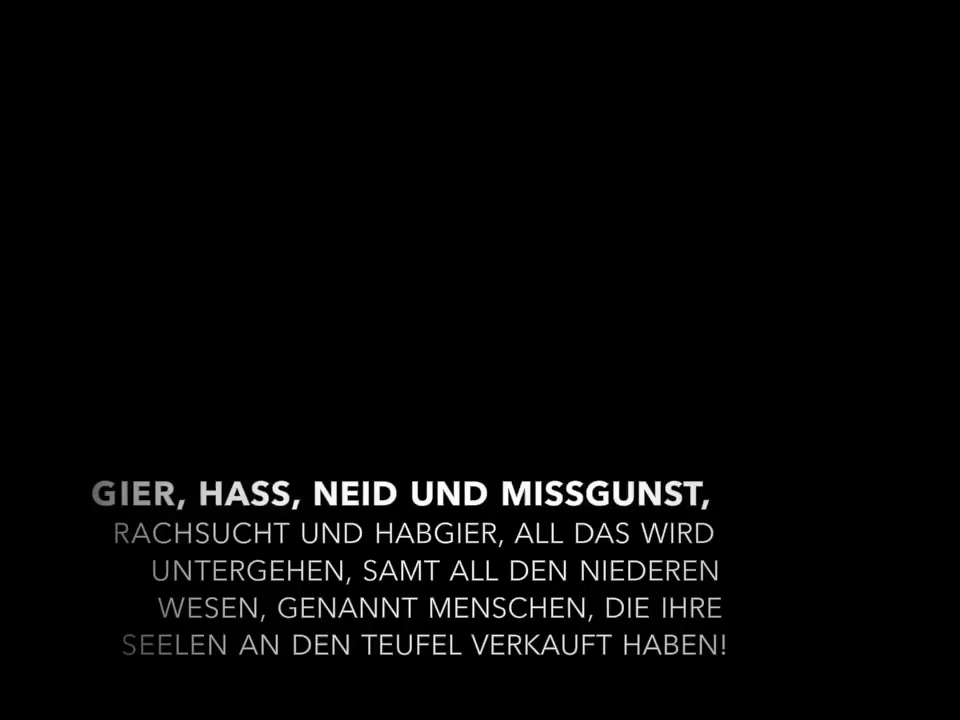 GIER, HASS, NEID UND MISSGUNST,
RACHSUCHT UND HABGIER, ALL DAS WIRD
UNTERGEHEN, SAMT ALL DEN NIEDEREN
WESEN, GENANNT MENSCHEN, DIE IHRE
SEELEN AN DEN TEUFEL VERKAUFT HABEN!